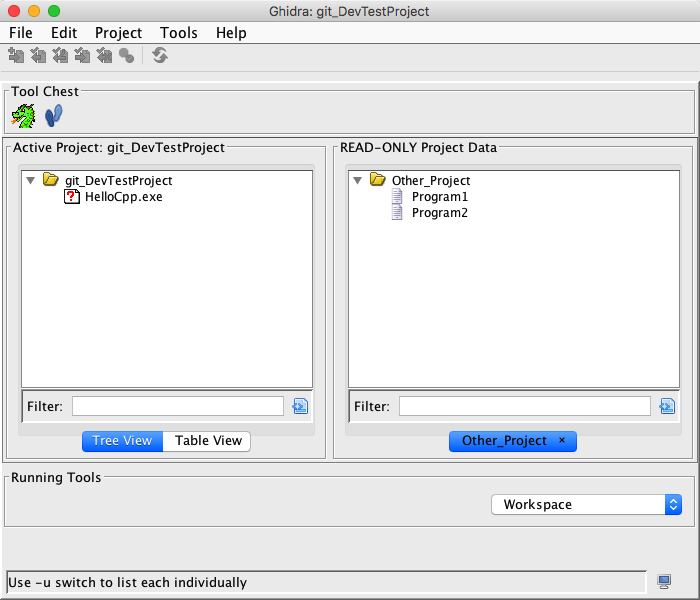 Ghidra: git_DevTestProject
File Edit Project Tools Help
Tool Chest
Active Project: git_DevTestProject
git_DevTestProject
HelloCpp.exe
Filter:
Tree View Table View
READ-ONLY Project Data
Other_Project
Program1
Program2
Filter:
Other_Project ×
Running Tools
Workspace
Use -u switch to list each individually